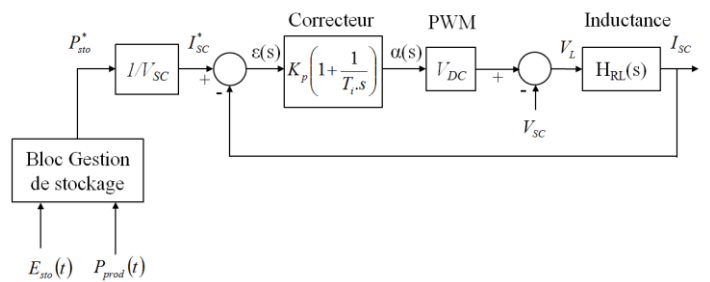 Correcteur PWM Inductance
P*sto I*SC ε(s) α(s) VL ISC
1/VSC + - Kp(1+1/Ti.s) VDC + - HRL(s)
VSC
Bloc Gestion
de stockage
Esto(t) Pprod(t)